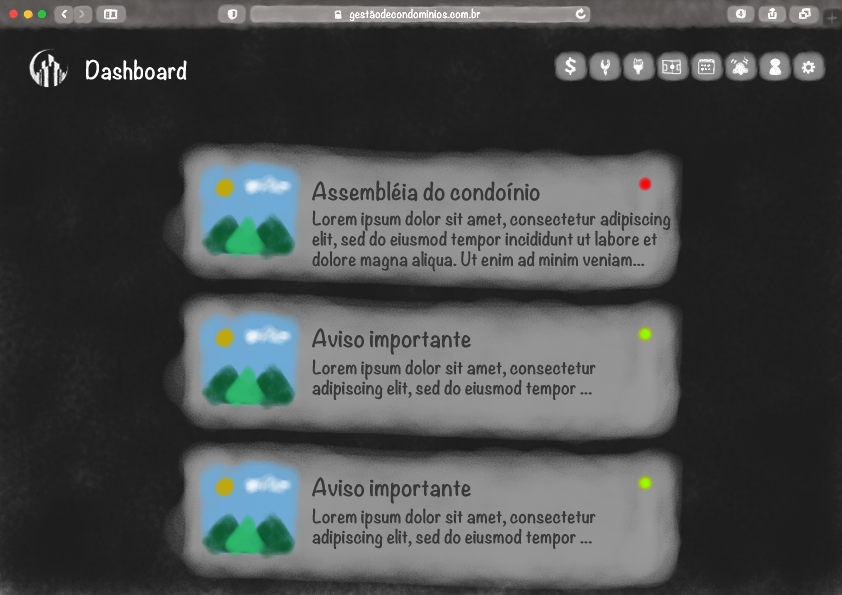 gestãodecondomínios.com.br
Dashboard
$
Assembléia do condoínio
Lorem ipsum dolor sit amet, consectetur adipiscing
elit, sed do eiusmod tempor incididunt ut labore et
dolore magna aliqua. Ut enim ad minim veniam...
Aviso importante
Lorem ipsum dolor sit amet, consectetur
adipiscing elit, sed do eiusmod tempor ...
Aviso importante
Lorem ipsum dolor sit amet, consectetur
adipiscing elit, sed do eiusmod tempor ...